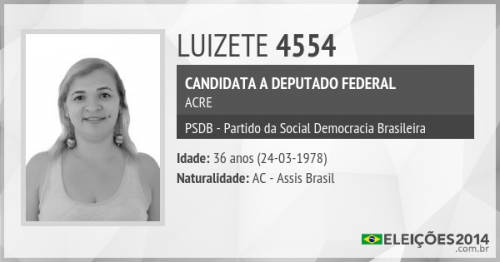 LUIZETE 4554
CANDIDATA A DEPUTADO FEDERAL
ACRE
PSDB - Partido da Social Democracia Brasileira
Idade: 36 anos (24-03-1978)
Naturalidade: AC - Assis Brasil
ELEIÇÕES2014
.com.br